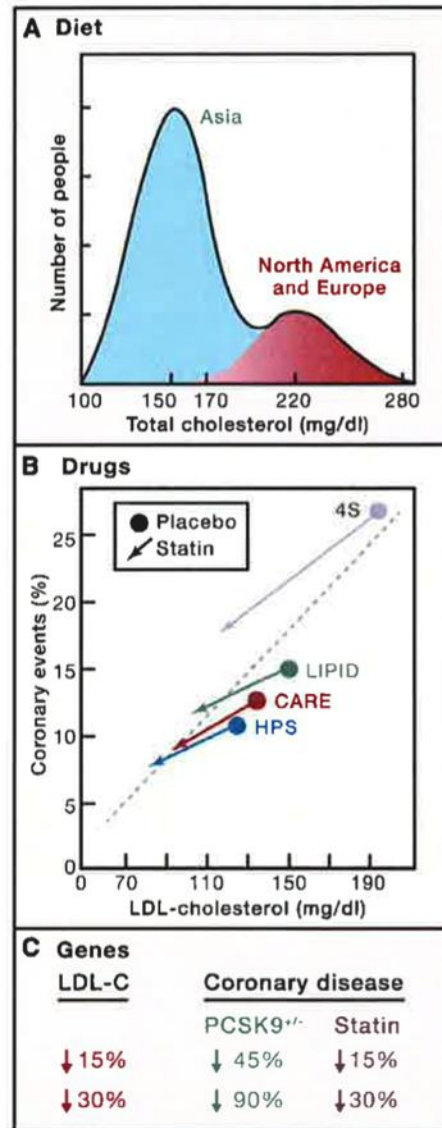 A Diet
Number of people
Asia
North America
and Europe
100 150 170 220 280
Total cholesterol (mg/dl)
B Drugs
Placebo
Statin
4S
Coronary events (%)
25
20
15
10
5
0
LIPID
CARE
HPS
0 70 110 150 190
LDL-cholesterol (mg/dl)
C Genes
LDL-C Coronary disease
PCSK9+/- Statin
↓ 15% ↓ 45% ↓ 15%
↓ 30% ↓ 90% ↓ 30%